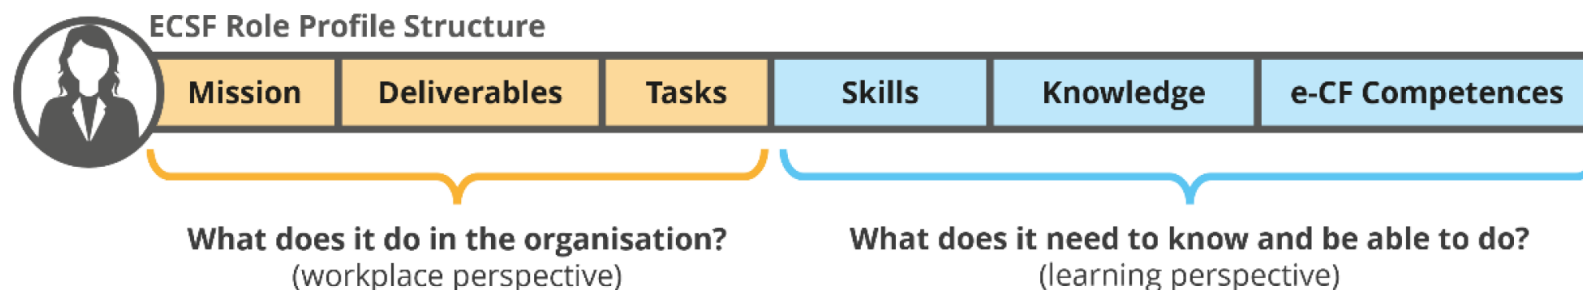 ECSF Role Profile Structure
Mission Deliverables Tasks Skills Knowledge e-CF Competences
What does it do in the organisation? What does it need to know and be able to do?
(workplace perspective) (learning perspective)